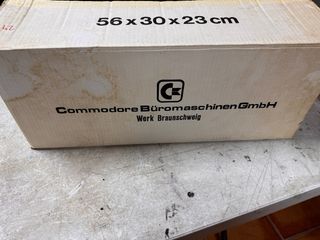 56 x 30 x 23 cm
Commodore Büromaschinen GmbH
Werk Braunschweig